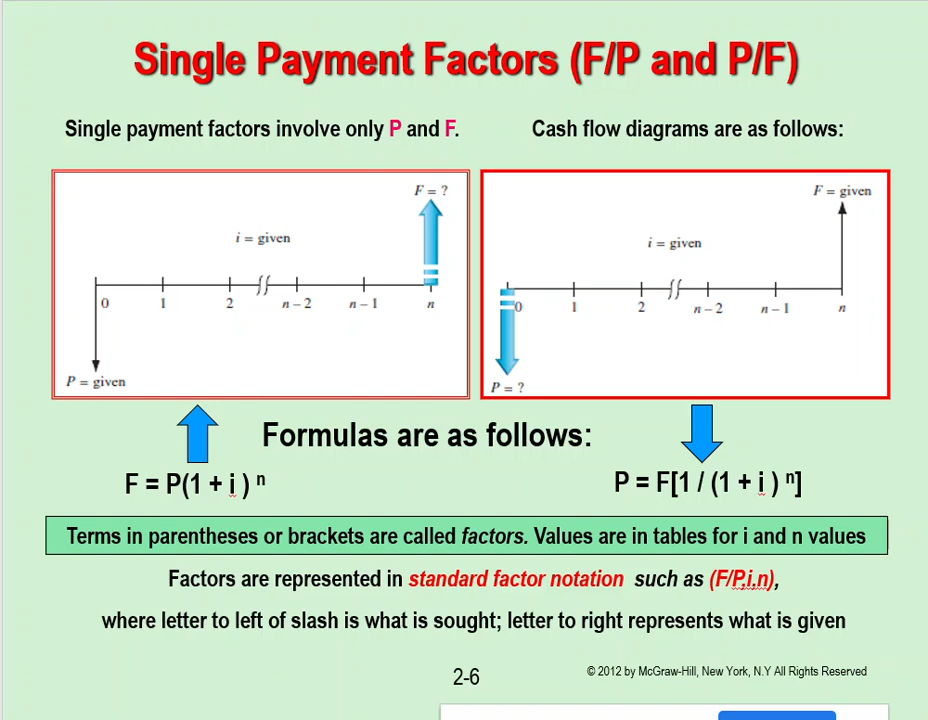 Single Payment Factors (F/P and P/F)
Single payment factors involve only P and F.
Cash flow diagrams are as follows:
F = ?
i = given
0 1 2 n – 2 n – 1 n
P = given
F = given
i = given
0 1 2 n – 2 n – 1 n
P = ?
Formulas are as follows:
F = P(1 + i ) n
P = F[1 / (1 + i ) n]
Terms in parentheses or brackets are called factors. Values are in tables for i and n values
Factors are represented in standard factor notation such as (F/P,i,n),
where letter to left of slash is what is sought; letter to right represents what is given
2-6
© 2012 by McGraw-Hill, New York, N.Y All Rights Reserved